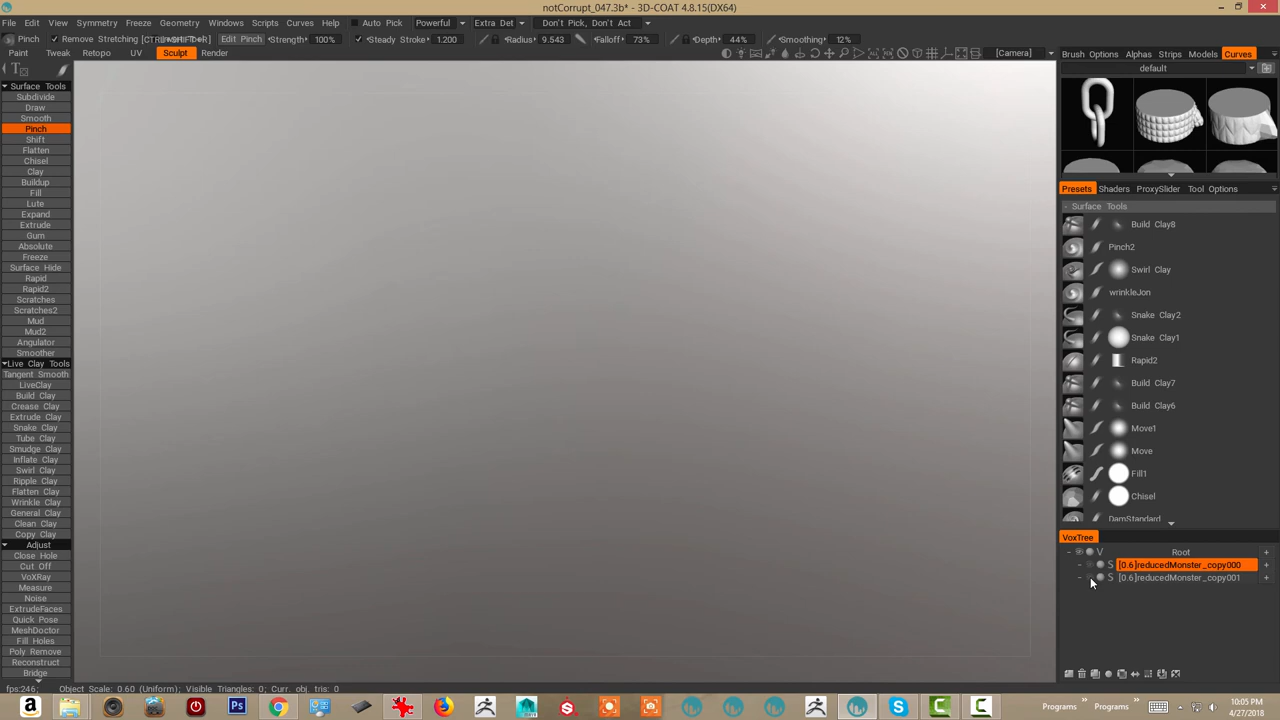 notCorrupt_047.3b* - 3D-COAT 4.8.15(DX64)
File Edit View Symmetry Freeze Geometry Windows Scripts Curves Help Auto Pick Powerful Extra Det Don't Pick, Don't Act
Pinch Remove Stretching [CTRL+SHIFT+R] Edit Pinch Strength: 100% Steady Stroke: 1.200 Radius: 9.543 Falloff: 73% Depth: 44% Smoothing: 12%
Paint Tweak Retopo UV Sculpt Render [Camera]
Brush Options Alphas Strips Models Curves
default
Surface Tools
Subdivide
Draw
Smooth
Pinch
Shift
Flatten
Chisel
Clay
Buildup
Fill
Lute
Expand
Extrude
Gum
Absolute
Freeze
Surface Hide
Rapid
Rapid2
Scratches
Scratches2
Mud
Mud2
Angulator
Smoother
Live Clay Tools
Tangent Smooth
LiveClay
Build Clay
Crease Clay
Extrude Clay
Snake Clay
Tube Clay
Smudge Clay
Inflate Clay
Swirl Clay
Ripple Clay
Flatten Clay
Wrinkle Clay
General Clay
Clean Clay
Copy Clay
Adjust
Close Hole
Cut Off
VoXRay
Measure
Noise
ExtrudeFaces
Quick Pose
MeshDoctor
Fill Holes
Poly Remove
Reconstruct
Bridge
Presets Shaders ProxySlider Tool Options
- Surface Tools
Build Clay8
Pinch2
Swirl Clay
wrinkleJon
Snake Clay2
Snake Clay1
Rapid2
Build Clay7
Build Clay6
Move1
Move
Fill1
Chisel
DamStandard
VoxTree
V Root +
S [0.6]reducedMonster_copy000 +
S [0.6]reducedMonster_copy001 +
fps:246; Object Scale: 0.60 (Uniform); Visible Triangles: 0; Curr. obj. tris: 0
Programs Programs 10:05 PM
4/27/2018